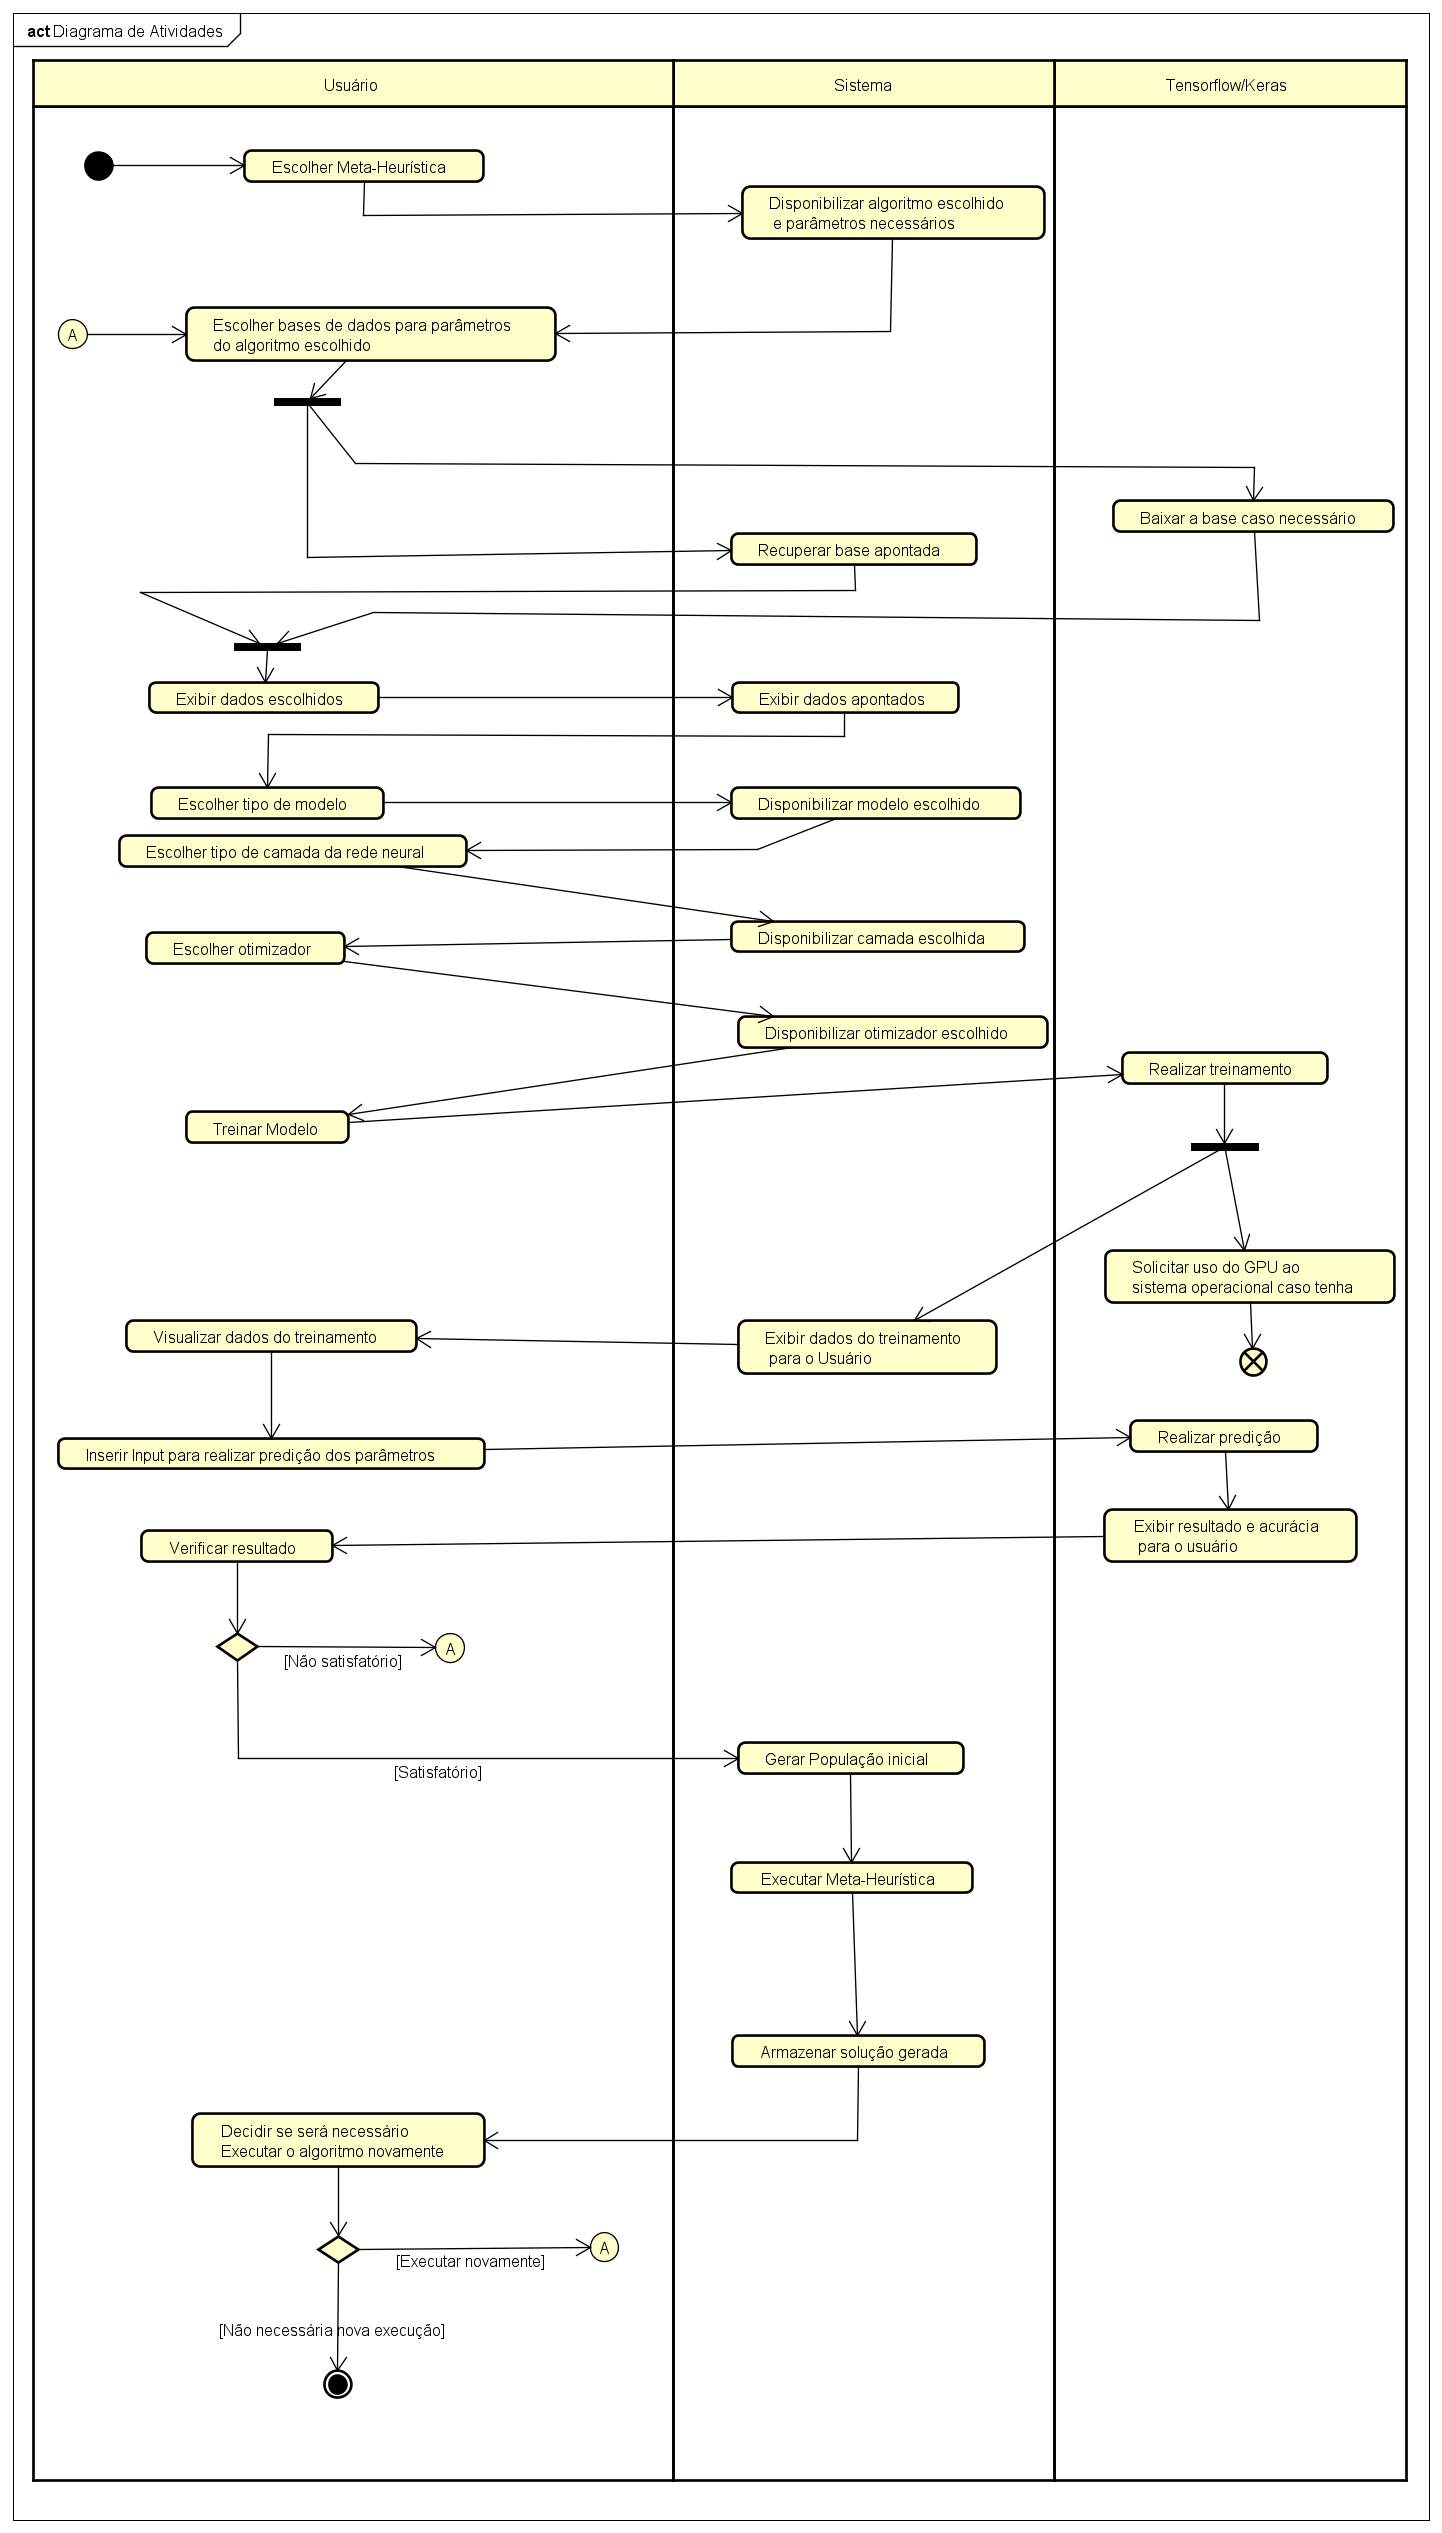 act Diagrama de Atividades
Usuário
Sistema
Tensorflow/Keras
Escolher Meta-Heurística
Disponibilizar algoritmo escolhido
e parâmetros necessários
A
Escolher bases de dados para parâmetros
do algoritmo escolhido
Baixar a base caso necessário
Recuperar base apontada
Exibir dados escolhidos
Exibir dados apontados
Escolher tipo de modelo
Disponibilizar modelo escolhido
Escolher tipo de camada da rede neural
Disponibilizar camada escolhida
Escolher otimizador
Disponibilizar otimizador escolhido
Realizar treinamento
Treinar Modelo
Solicitar uso do GPU ao
sistema operacional caso tenha
Visualizar dados do treinamento
Exibir dados do treinamento
para o Usuário
Inserir Input para realizar predição dos parâmetros
Realizar predição
Exibir resultado e acurácia
para o usuário
Verificar resultado
[Não satisfatório]
A
[Satisfatório]
Gerar População inicial
Executar Meta-Heurística
Armazenar solução gerada
Decidir se será necessário
Executar o algoritmo novamente
[Executar novamente]
A
[Não necessária nova execução]